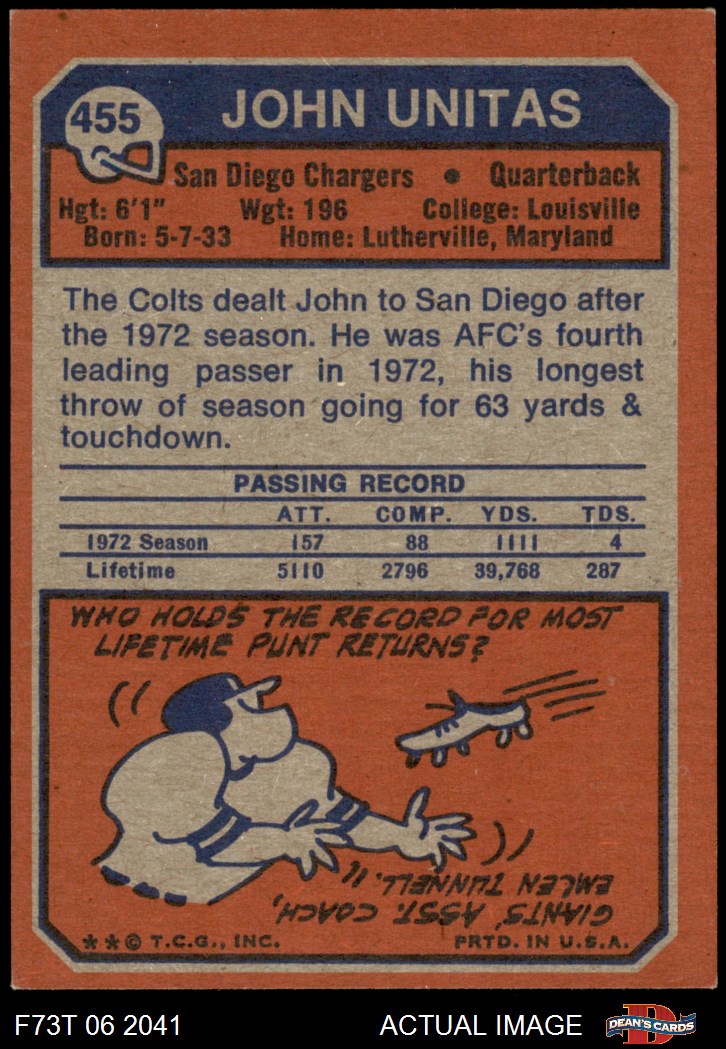 455
JOHN UNITAS
San Diego Chargers • Quarterback
Hgt: 6'1" Wgt: 196 College: Louisville
Born: 5-7-33 Home: Lutherville, Maryland
The Colts dealt John to San Diego after
the 1972 season. He was AFC's fourth
leading passer in 1972, his longest
throw of season going for 63 yards &
touchdown.
PASSING RECORD
ATT. COMP. YDS. TDS.
1972 Season 157 88 1111 4
Lifetime 5110 2796 39,768 287
WHO HOLDS THE RECORD FOR MOST
LIFETIME PUNT RETURNS?
GIANTS' ASST. COACH,
EMLEN TUNNELL.
**© T.C.G., INC. PRTD. IN U.S.A.
F73T 06 2041 ACTUAL IMAGE
D
DEAN'S CARDS